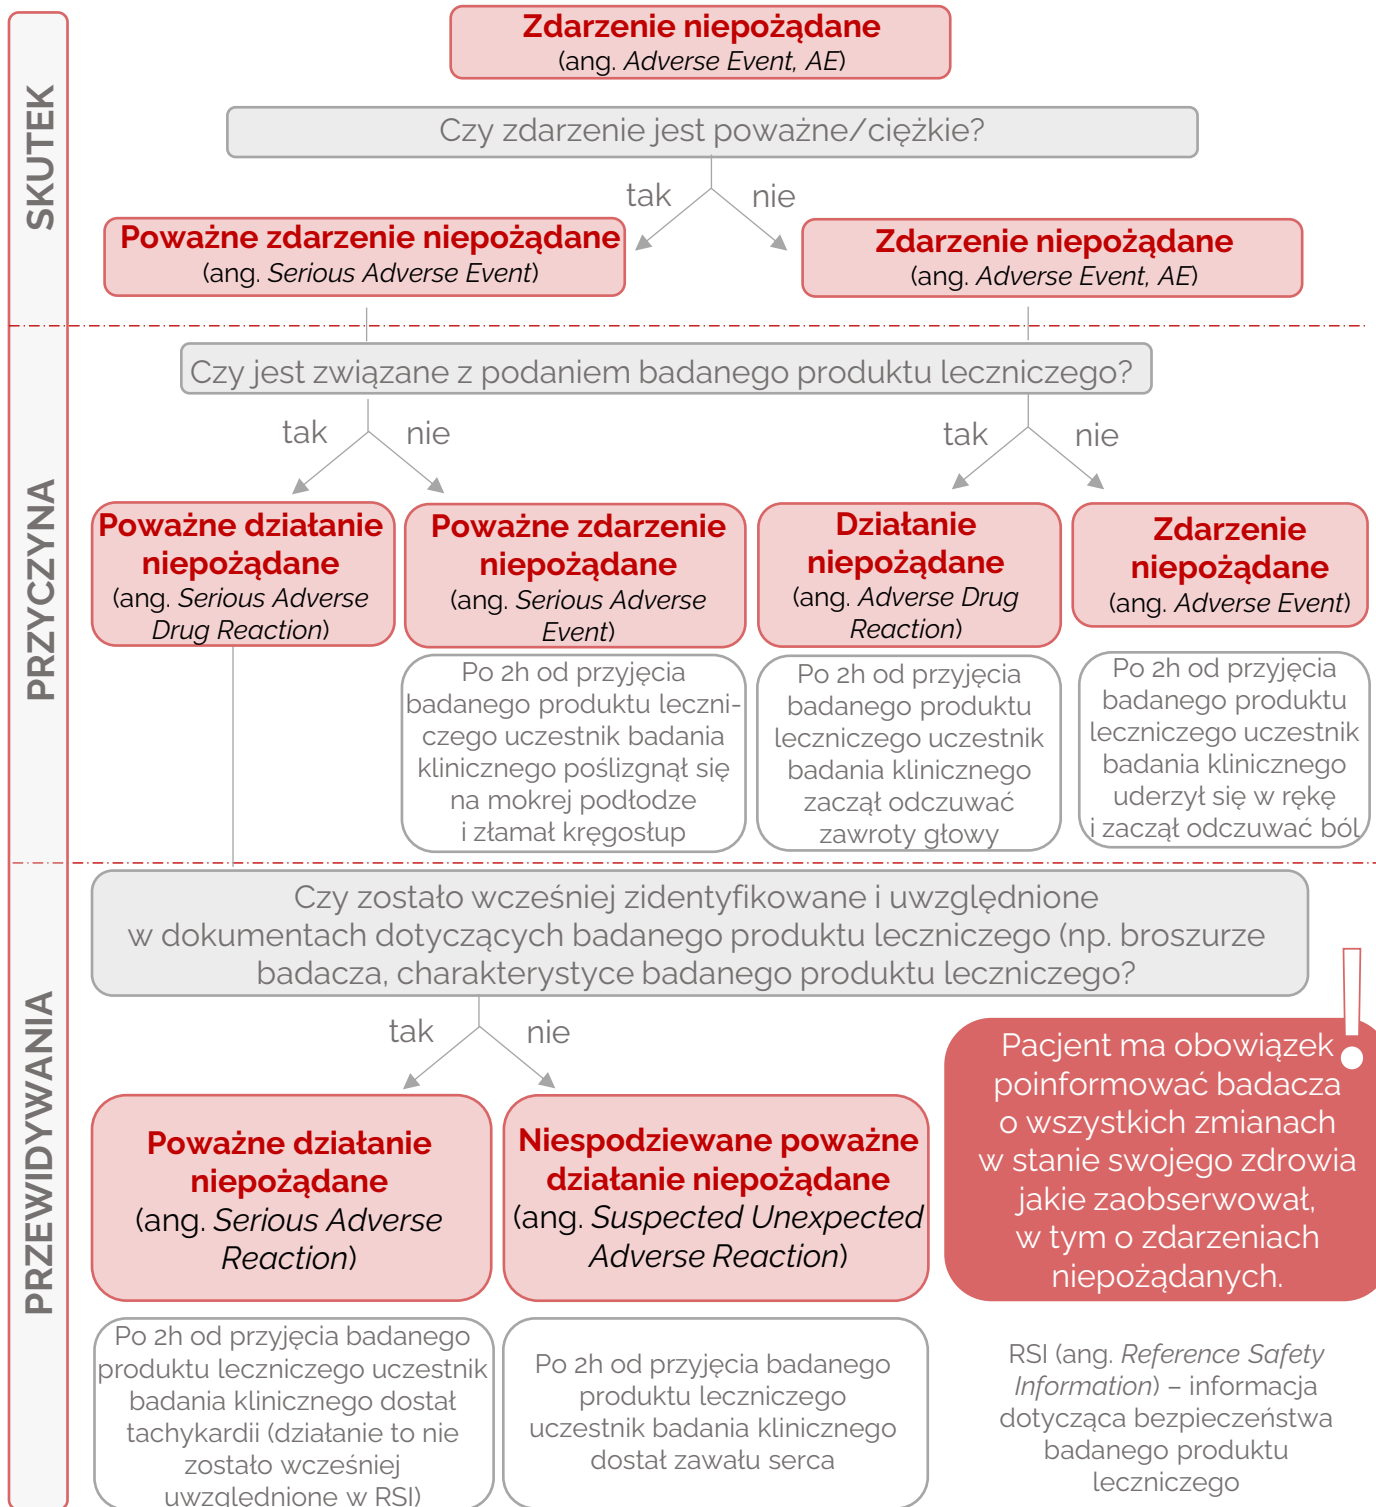 SKUTEK
Zdarzenie niepożądane
(ang. Adverse Event, AE)
Czy zdarzenie jest poważne/ciężkie?
tak
nie
Poważne zdarzenie niepożądane
(ang. Serious Adverse Event)
Zdarzenie niepożądane
(ang. Adverse Event, AE)
PRZYCZYNA
Czy jest związane z podaniem badanego produktu leczniczego?
tak
nie
tak
nie
Poważne działanie
niepożądane
(ang. Serious Adverse
Drug Reaction)
Poważne zdarzenie
niepożądane
(ang. Serious Adverse
Event)
Po 2h od przyjęcia
badanego produktu leczni-
czego uczestnik badania
klinicznego poślizgnął się
na mokrej podłodze
i złamał kręgosłup
Działanie
niepożądane
(ang. Adverse Drug
Reaction)
Po 2h od przyjęcia
badanego produktu
leczniczego uczestnik
badania klinicznego
zaczął odczuwać
zawroty głowy
Zdarzenie
niepożądane
(ang. Adverse Event)
Po 2h od przyjęcia
badanego produktu
leczniczego uczestnik
badania klinicznego
uderzył się w rękę
i zaczął odczuwać ból
PRZEWIDYWANIA
Czy zostało wcześniej zidentyfikowane i uwzględnione
w dokumentach dotyczących badanego produktu leczniczego (np. broszurze
badacza, charakterystyce badanego produktu leczniczego?
tak
nie
Poważne działanie
niepożądane
(ang. Serious Adverse
Reaction)
Po 2h od przyjęcia badanego
produktu leczniczego uczestnik
badania klinicznego dostał
tachykardii (działanie to nie
zostało wcześniej
uwzględnione w RSI)
Niespodziewane poważne
działanie niepożądane
(ang. Suspected Unexpected
Adverse Reaction)
Po 2h od przyjęcia badanego
produktu leczniczego
uczestnik badania klinicznego
dostał zawału serca
!
Pacjent ma obowiązek
poinformować badacza
o wszystkich zmianach
w stanie swojego zdrowia
jakie zaobserwował,
w tym o zdarzeniach
niepożądanych.
RSI (ang. Reference Safety
Information) – informacja
dotycząca bezpieczeństwa
badanego produktu
leczniczego